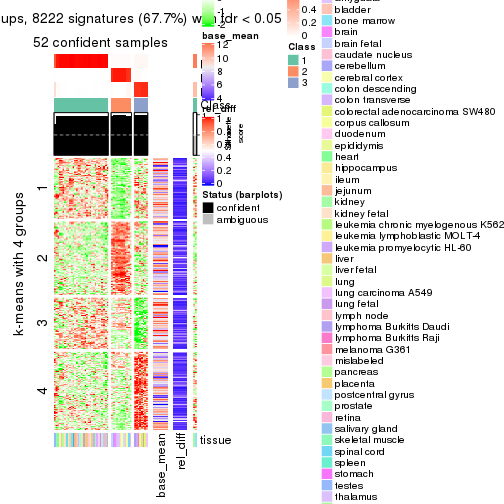 ups, 8222 signatures (67.7%) w
fdr < 0.05
52 confident samples
k-means with 4 groups
1
2
3
4
base_mean
rel_diff
tissue
-2
base_mean
12
10
8
6
4
rel_diff
1
0.8
0.6
0.4
0.2
0
Status (barplots)
confident
ambiguous
0.4
0.2
0
Class
1
2
3
Class
score
bladder
bone marrow
brain
brain fetal
caudate nucleus
cerebellum
cerebral cortex
colon descending
colon transverse
colorectal adenocarcinoma SW480
corpus callosum
duodenum
epididymis
heart
hippocampus
ileum
jejunum
kidney
kidney fetal
leukemia chronic myelogenous K562
leukemia lymphoblastic MOLT-4
leukemia promyelocytic HL-60
liver
liver fetal
lung
lung carcinoma A549
lung fetal
lymph node
lymphoma Burkitts Daudi
lymphoma Burkitts Raji
melanoma G361
mislabeled
pancreas
placenta
postcentral gyrus
prostate
retina
salivary gland
skeletal muscle
spinal cord
spleen
stomach
testes
thalamus